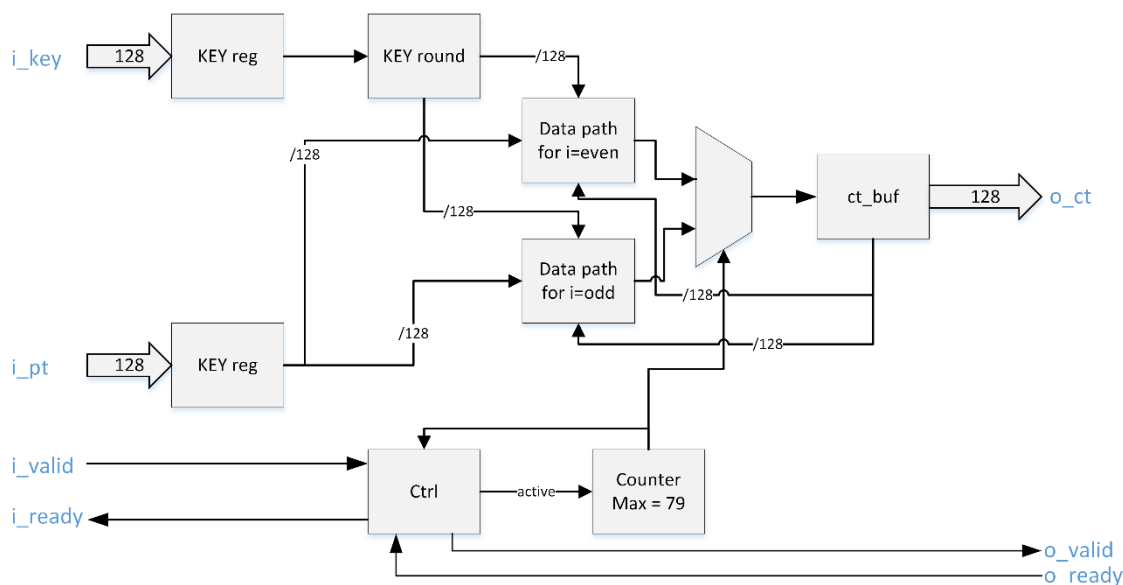 i_key
128
KEY reg
KEY round
/128
Data path
for i=even
/128
ct_buf
128
o_ct
/128
Data path
for i=odd
/128
/128
/128
i_pt
128
KEY reg
i_valid
i_ready
Ctrl
active
Counter
Max = 79
o_valid
o_ready